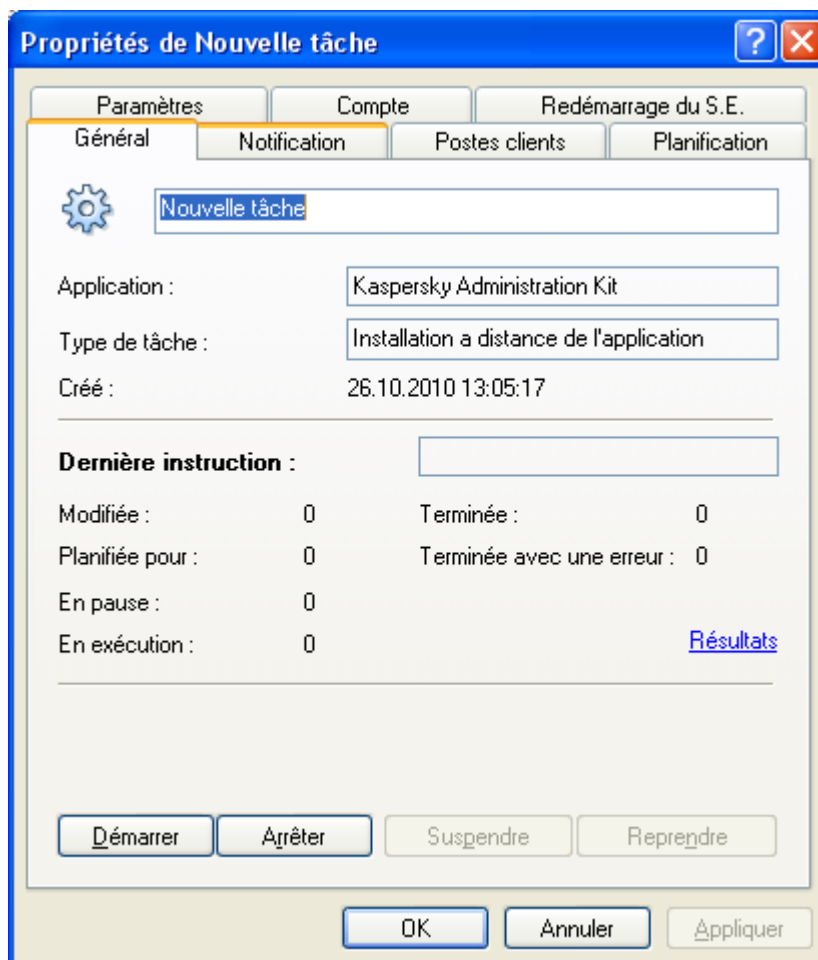 Propriétés de Nouvelle tâche
Paramètres Compte Redémarrage du S.E.
Général Notification Postes clients Planification
Nouvelle tâche
Application : Kaspersky Administration Kit
Type de tâche : Installation a distance de l'application
Créé : 26.10.2010 13:05:17
Dernière instruction :
Modifiée : 0 Terminée : 0
Planifiée pour : 0 Terminée avec une erreur : 0
En pause : 0
En exécution : 0 Résultats
Démarrer Arrêter Suspendre Reprendre
OK Annuler Appliquer